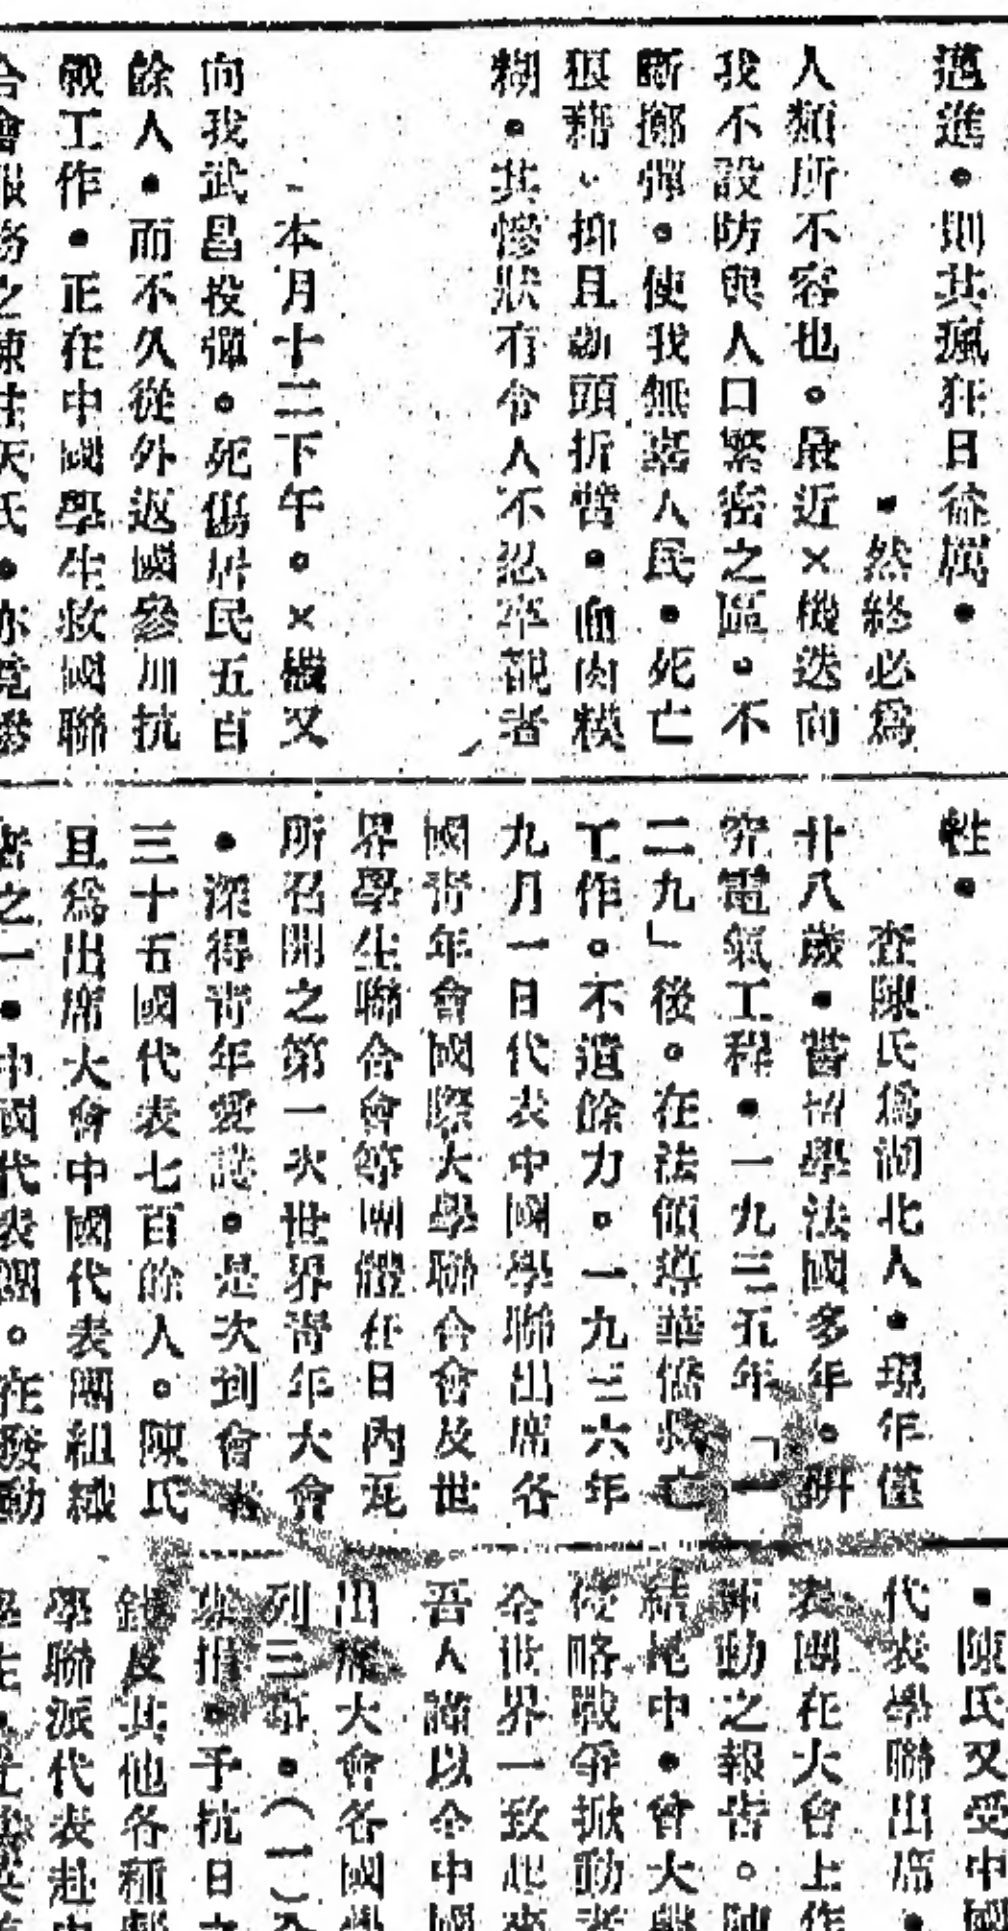 邁進。則其瘋狂日益厲。
。然終必爲
人類所不容也。最近×機迭向
我不設防與人口繁密之區。不
斷擲彈。使我無辜人民。死亡
狠藉。抑且斷頭折臂。血肉模
糊。其慘狀有令人不忍卒觀者
本月十二下午。×機又
向我武昌投彈。死傷居民五百
餘人。而不久從外返國參加抗
戰工作。正在中國學生救國聯
合會服務之陳柱天氏。亦竟慘
牲。
查陳氏爲湖北人。現年僅
廿八歲。嘗留學法國多年。研
究電氣工程。一九三五年「一
二九」後。在法領導華僑救亡
工作。不遺餘力。一九三六年
九月一日代表中國學聯出席各
國青年會國際大學聯合會及世
界學生聯合會等團體在日內瓦
所召開之第一次世界青年大會
。深得青年愛護。是次到會者
三十五國代表七百餘人。陳氏
且爲出席大會中國代表團組織
者之一。中國代表團。在發動
。陳氏又受中國
代表學聯出席。
表團在大會上作
運動之報告。陳
結尾中。曾大聲
侵略戰爭掀動者
全世界一致起來
吾人謹以全中國
出席大會各國學
列三事。(一)
募捐。予抗日之
錢及其他各種
學聯派代表赴中
學生